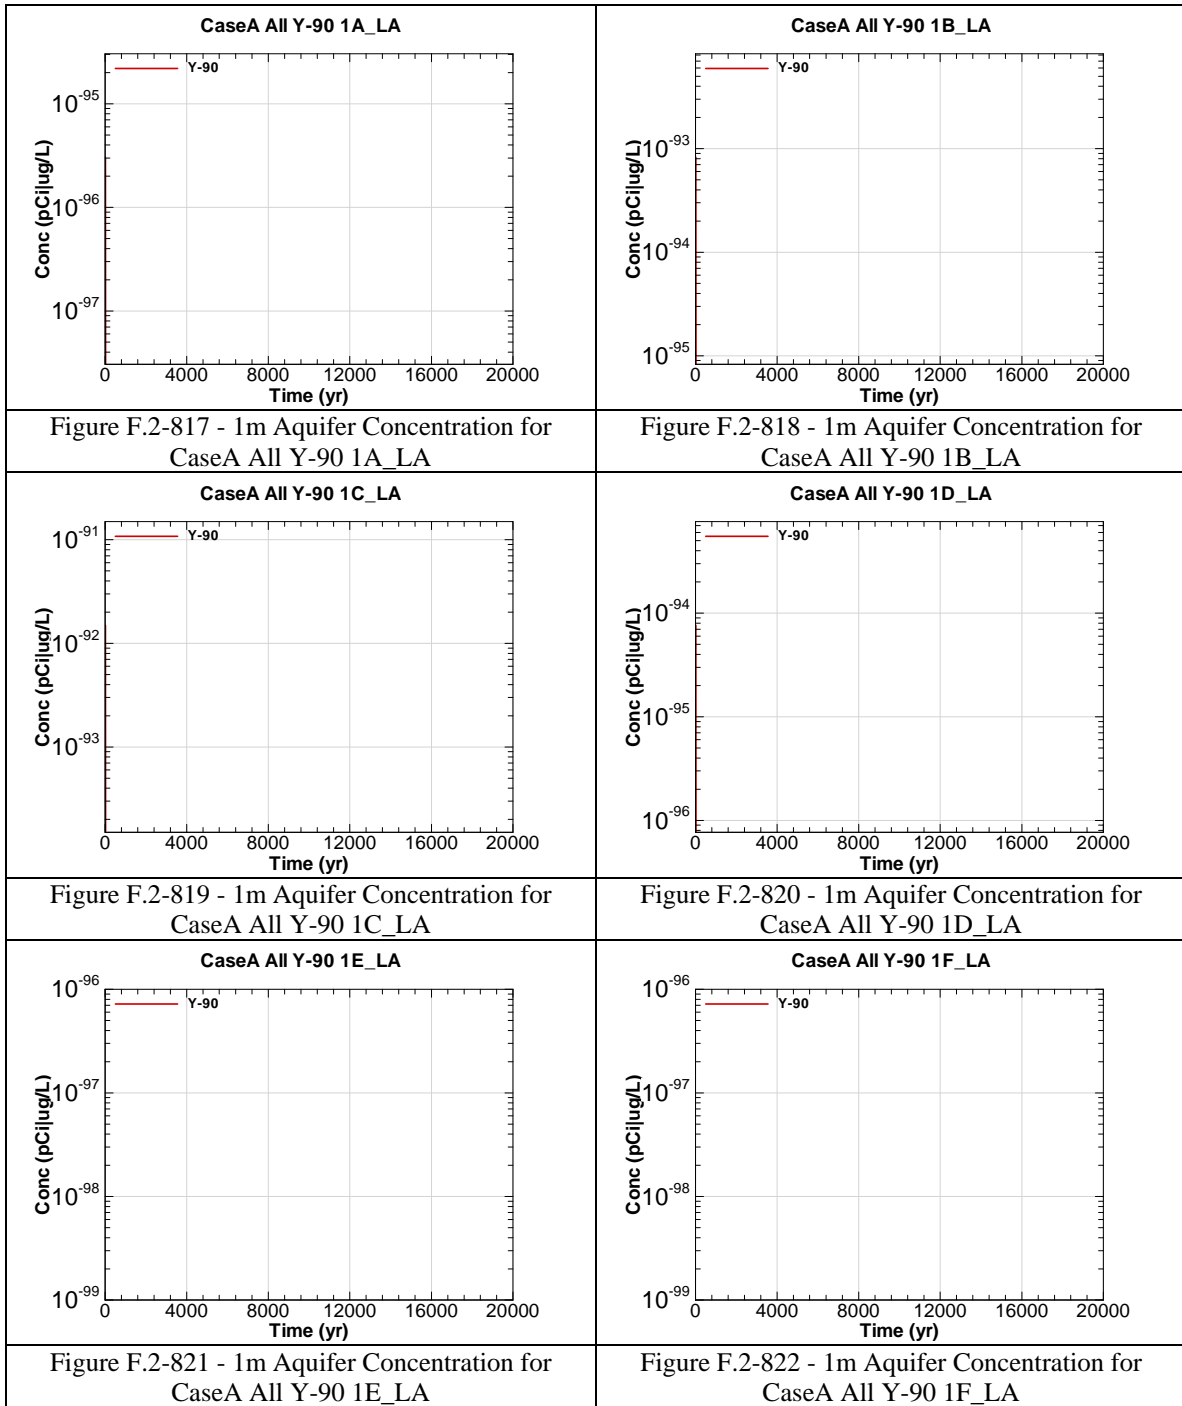 CaseA All Y-90 1A_LA
Y-90
Conc (pCi|ug/L)
10^-95
10^-96
10^-97
0 4000 8000 12000 16000 20000
Time (yr)
Figure F.2-817 - 1m Aquifer Concentration for
CaseA All Y-90 1A_LA
CaseA All Y-90 1B_LA
Y-90
Conc (pCi|ug/L)
10^-93
10^-94
10^-95
0 4000 8000 12000 16000 20000
Time (yr)
Figure F.2-818 - 1m Aquifer Concentration for
CaseA All Y-90 1B_LA
CaseA All Y-90 1C_LA
Y-90
Conc (pCi|ug/L)
10^-91
10^-92
10^-93
0 4000 8000 12000 16000 20000
Time (yr)
Figure F.2-819 - 1m Aquifer Concentration for
CaseA All Y-90 1C_LA
CaseA All Y-90 1D_LA
Y-90
Conc (pCi|ug/L)
10^-94
10^-95
10^-96
0 4000 8000 12000 16000 20000
Time (yr)
Figure F.2-820 - 1m Aquifer Concentration for
CaseA All Y-90 1D_LA
CaseA All Y-90 1E_LA
Y-90
Conc (pCi|ug/L)
10^-96
10^-97
10^-98
10^-99
0 4000 8000 12000 16000 20000
Time (yr)
Figure F.2-821 - 1m Aquifer Concentration for
CaseA All Y-90 1E_LA
CaseA All Y-90 1F_LA
Y-90
Conc (pCi|ug/L)
10^-96
10^-97
10^-98
10^-99
0 4000 8000 12000 16000 20000
Time (yr)
Figure F.2-822 - 1m Aquifer Concentration for
CaseA All Y-90 1F_LA